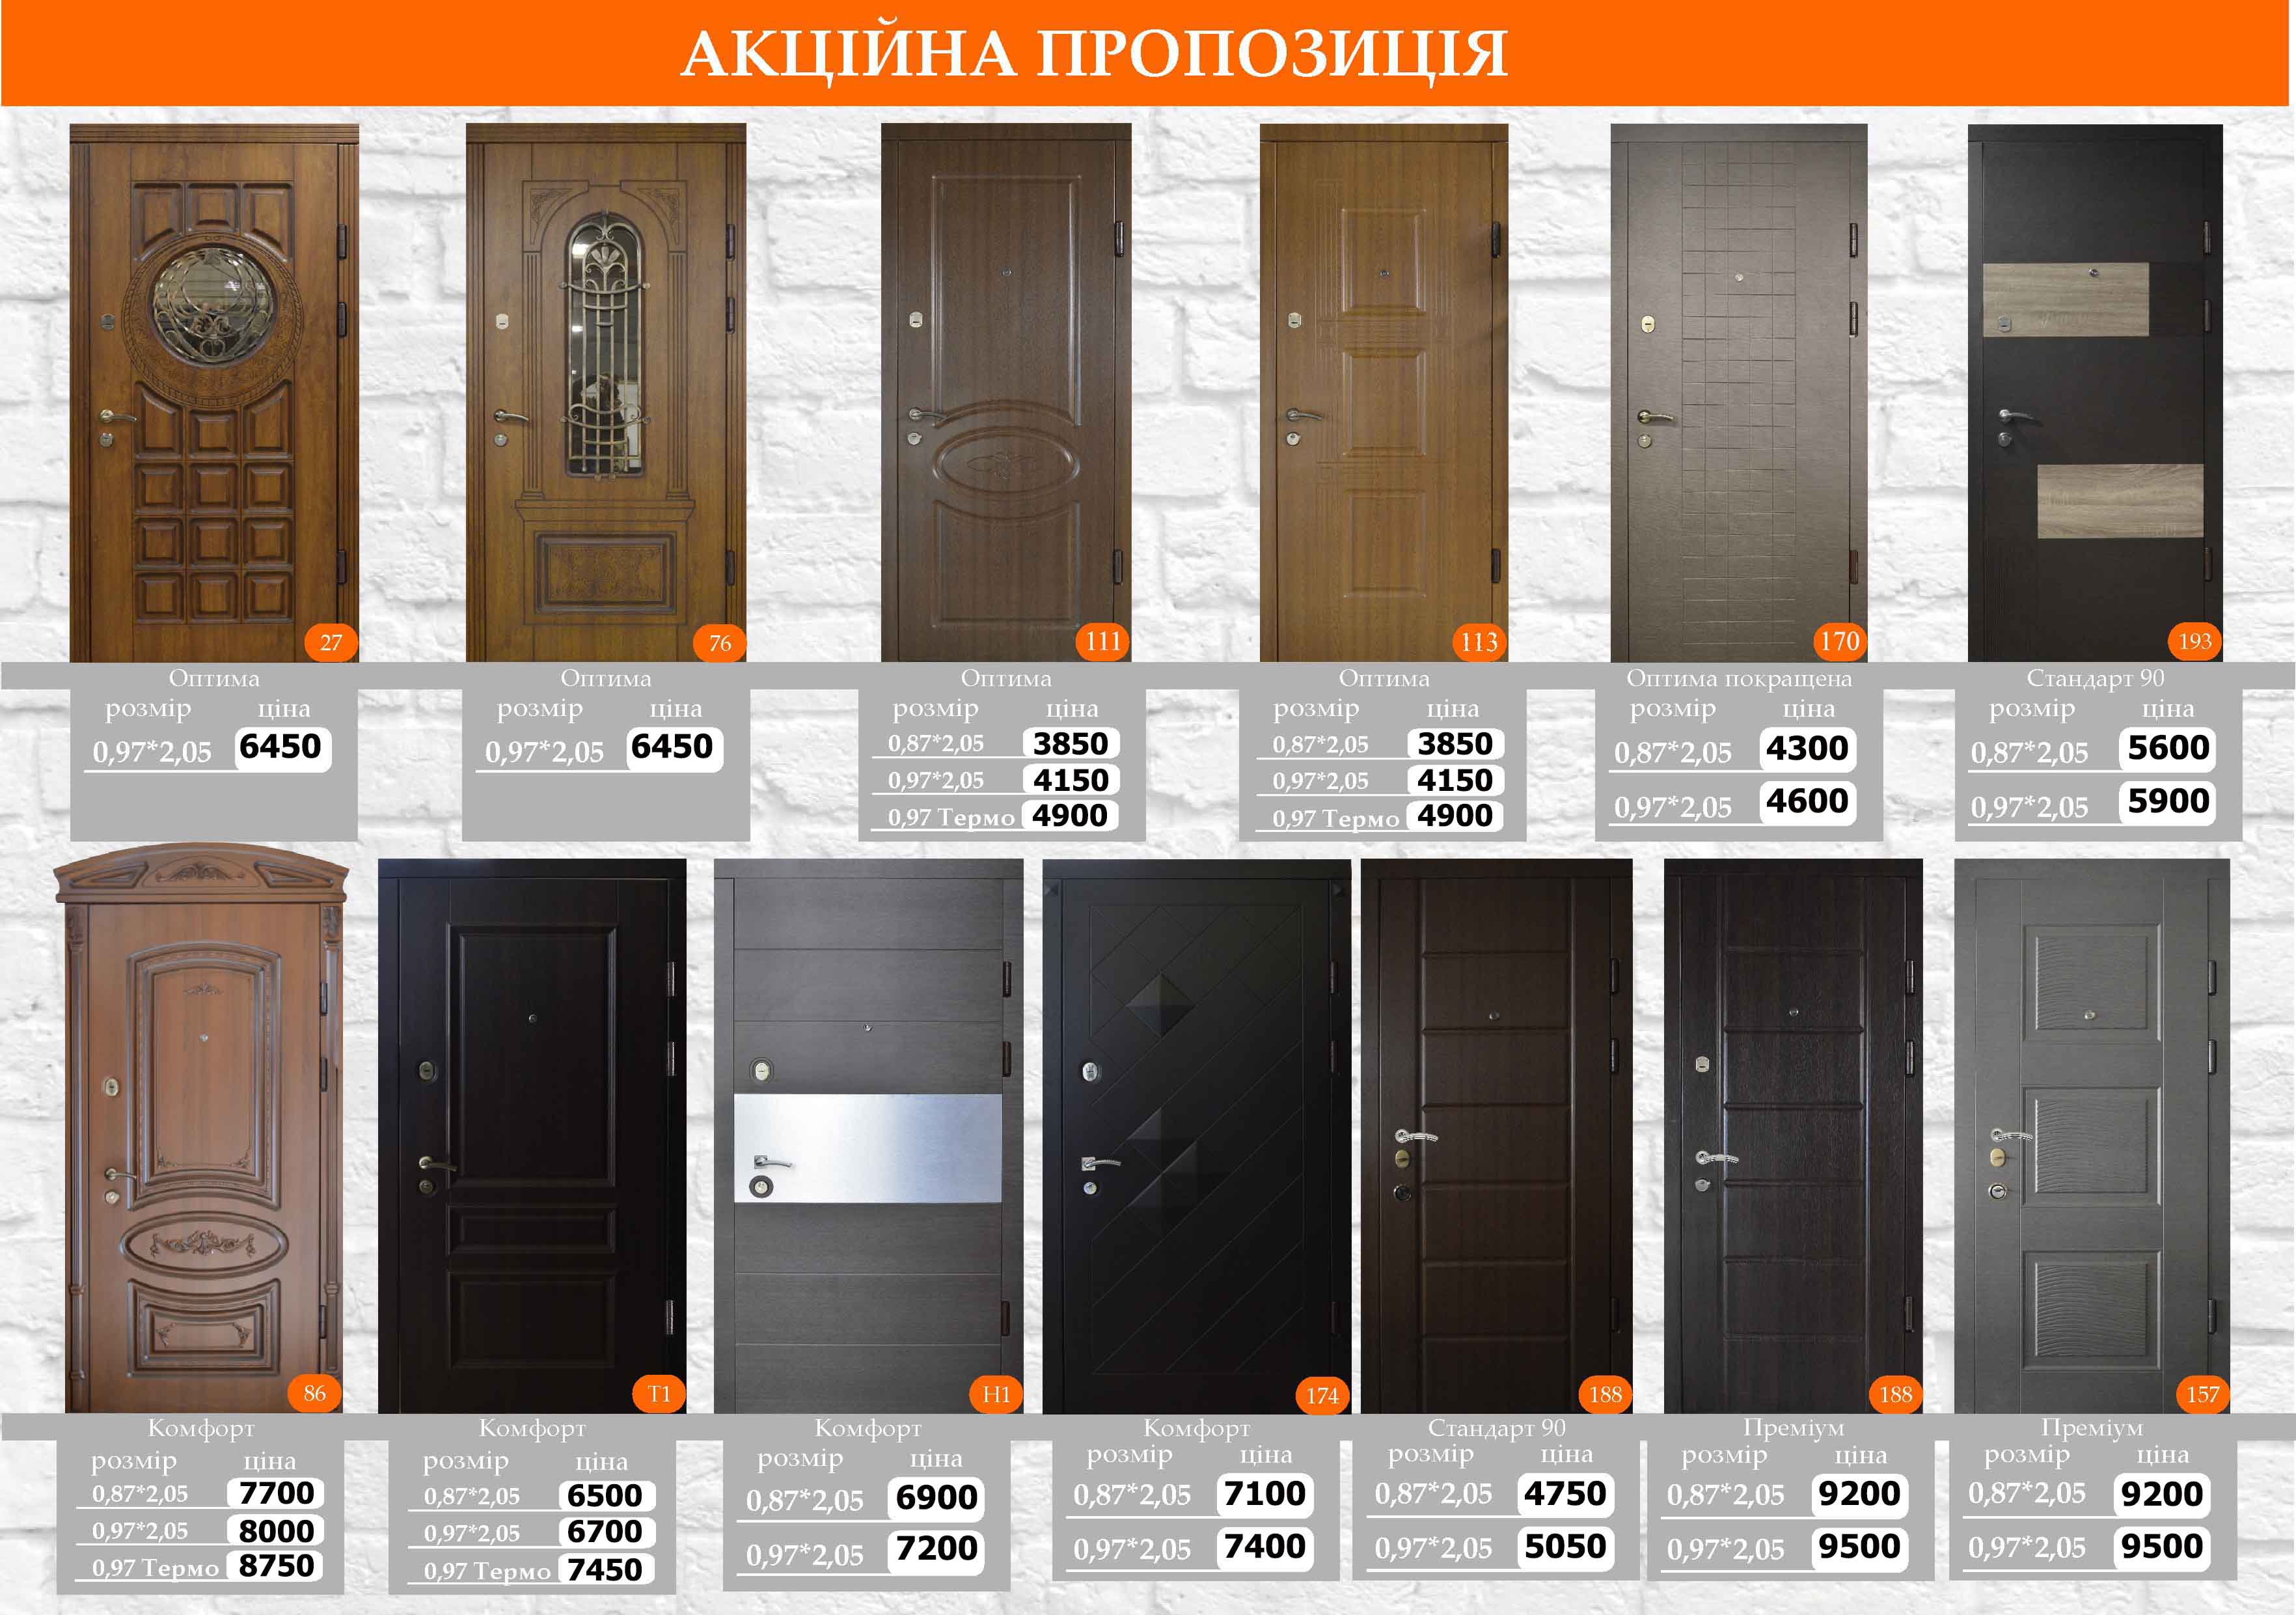 АКЦІЙНА ПРОПОЗИЦІЯ
27
76
111
113
170
193
Оптима
розмір ціна
0,97*2,05 6450
Оптима
розмір ціна
0,97*2,05 6450
Оптима
розмір ціна
0,87*2,05 3850
0,97*2,05 4150
0,97 Термо 4900
Оптима
розмір ціна
0,87*2,05 3850
0,97*2,05 4150
0,97 Термо 4900
Оптима покращена
розмір ціна
0,87*2,05 4300
0,97*2,05 4600
Стандарт 90
розмір ціна
0,87*2,05 5600
0,97*2,05 5900
86
Т1
Н1
174
188
188
157
Комфорт
розмір ціна
0,87*2,05 7700
0,97*2,05 8000
0,97 Термо 8750
Комфорт
розмір ціна
0,87*2,05 6500
0,97*2,05 6700
0,97 Термо 7450
Комфорт
розмір ціна
0,87*2,05 6900
0,97*2,05 7200
Комфорт
розмір ціна
0,87*2,05 7100
0,97*2,05 7400
Стандарт 90
розмір ціна
0,87*2,05 4750
0,97*2,05 5050
Преміум
розмір ціна
0,87*2,05 9200
0,97*2,05 9500
Преміум
розмір ціна
0,87*2,05 9200
0,97*2,05 9500